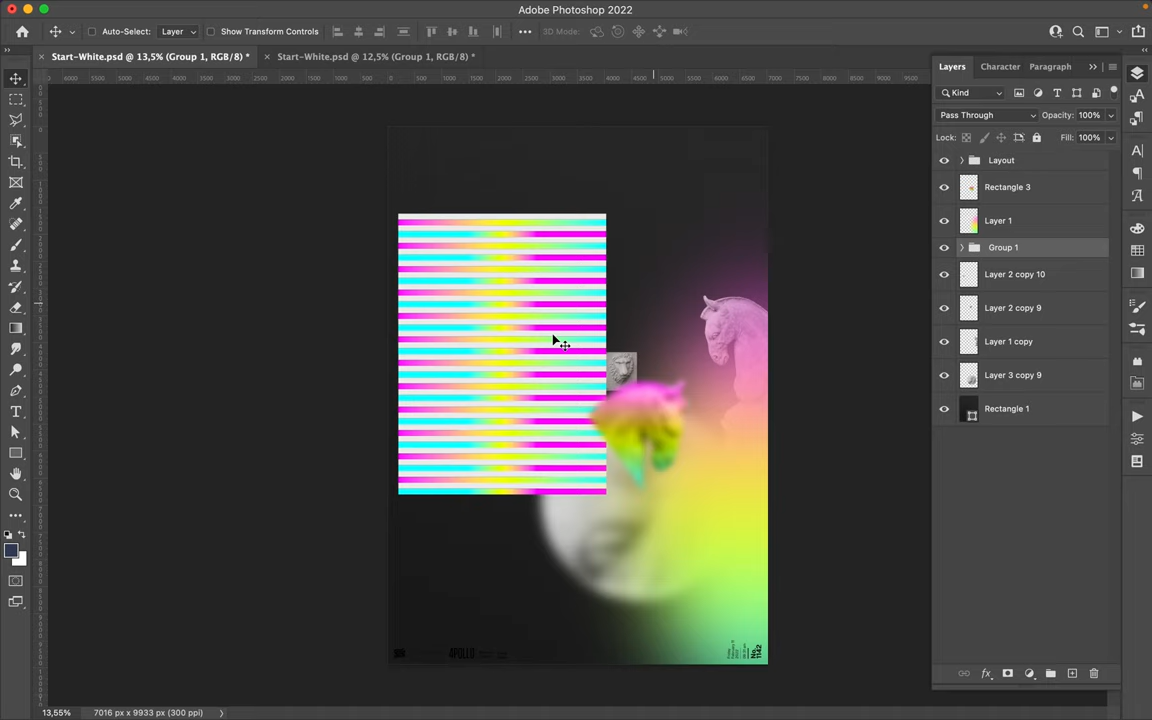 Adobe Photoshop 2022
Auto-Select: Layer Show Transform Controls 3D Mode:
Start-White.psd @ 13,5% (Group 1, RGB/8) *
Start-White.psd @ 12,5% (Group 1, RGB/8) *
Layers Character Paragraph
Kind
Pass Through Opacity: 100%
Lock: Fill: 100%
Layout
Rectangle 3
Layer 1
Group 1
Layer 2 copy 10
Layer 2 copy 9
Layer 1 copy
Layer 3 copy 9
Rectangle 1
4POLLO
No. 1142
13,55% 7016 px x 9933 px (300 ppi)